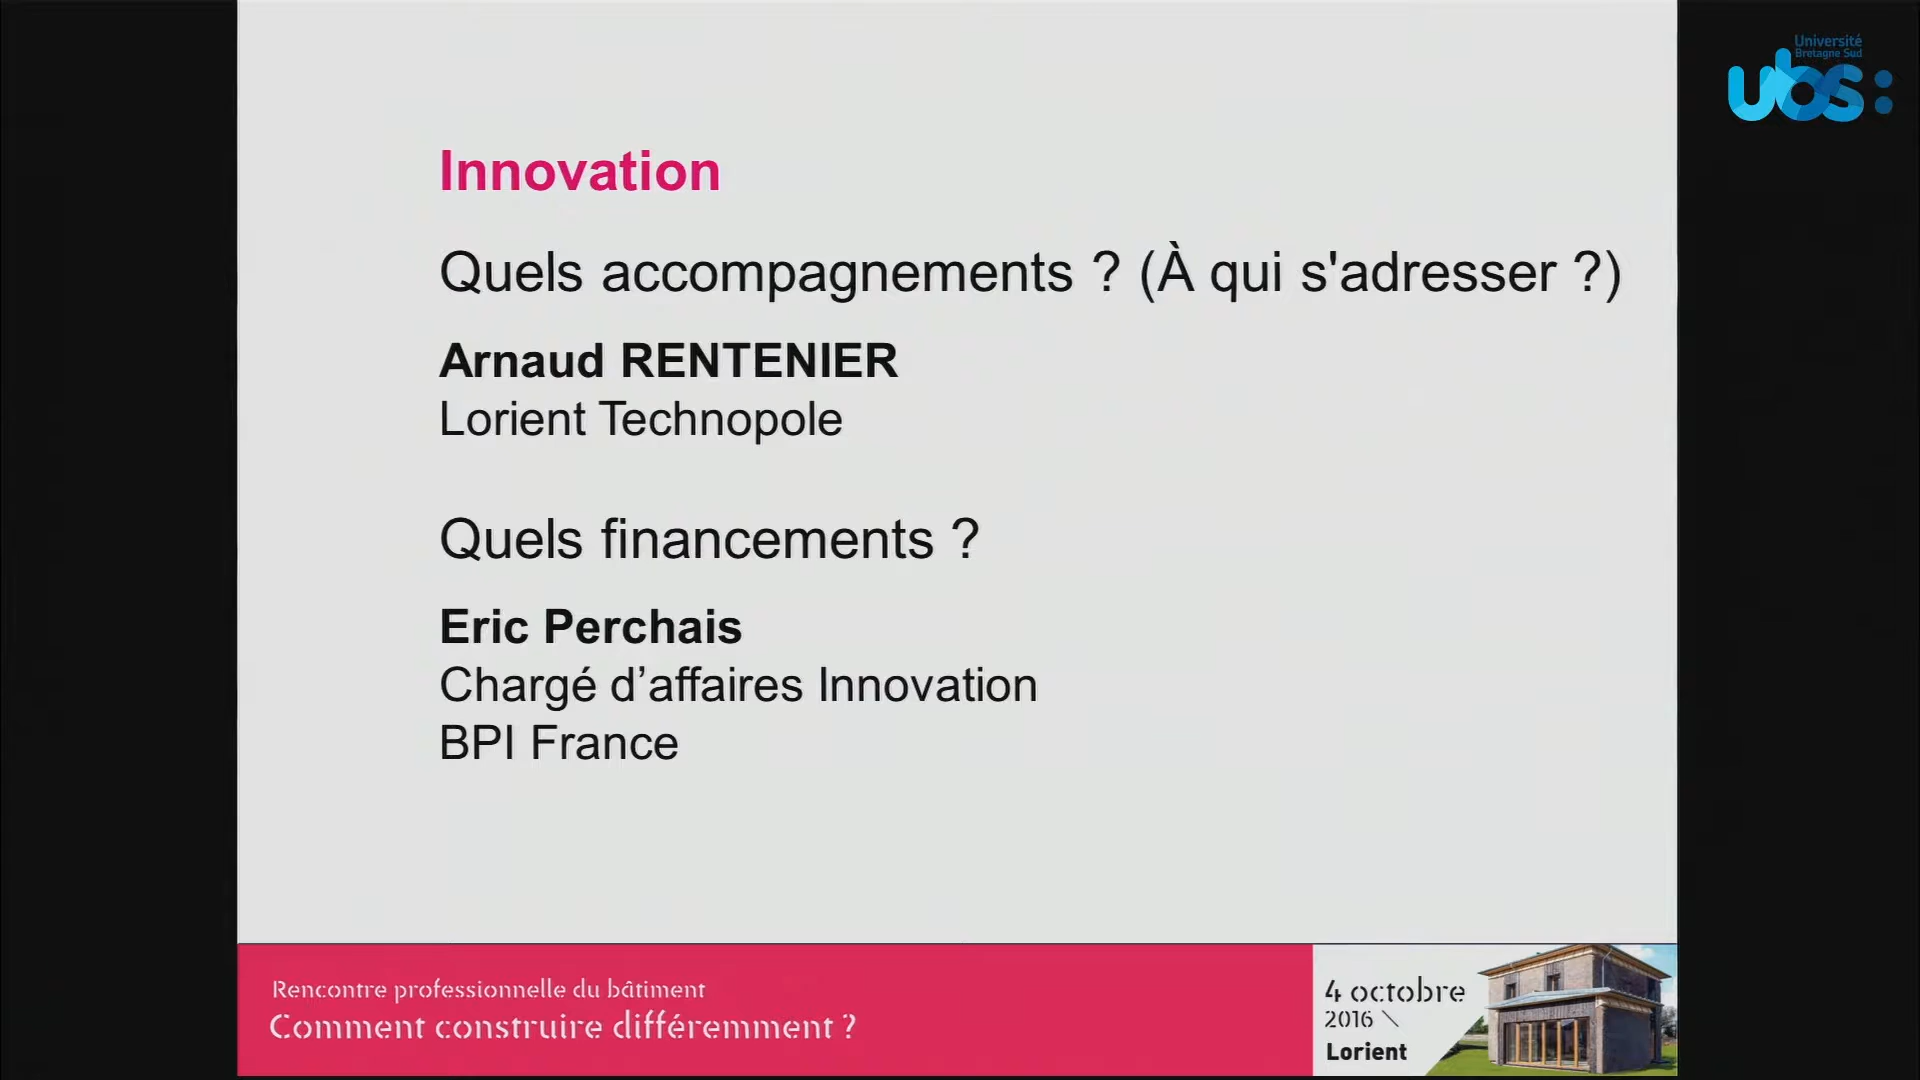 Université
Bretagne Sud
ubs:
Innovation
Quels accompagnements ? (À qui s'adresser ?)
Arnaud RENTENIER
Lorient Technopole
Quels financements ?
Eric Perchais
Chargé d’affaires Innovation
BPI France
Rencontre professionnelle du bâtiment
Comment construire différemment ?
4 octobre
2016 \
Lorient